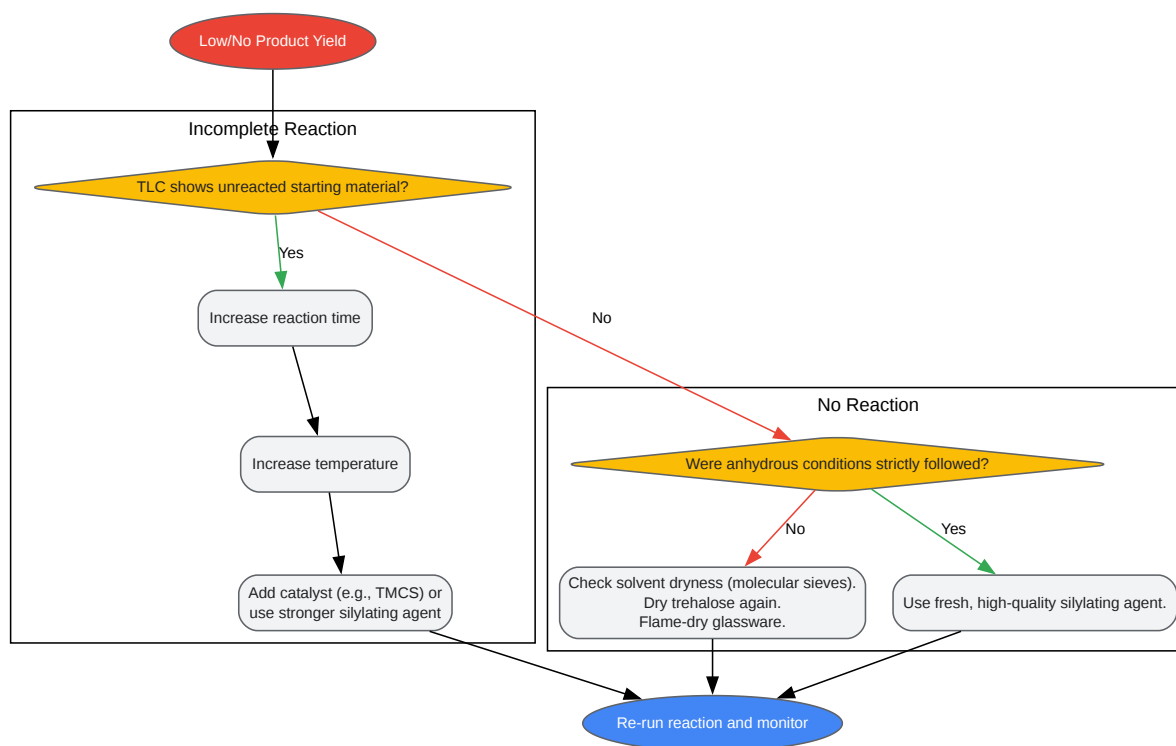 Low/No Product Yield
Incomplete Reaction
TLC shows unreacted starting material?
Yes
Increase reaction time
No
Increase temperature
Add catalyst (e.g., TMCS) or
use stronger silylating agent
No Reaction
Were anhydrous conditions strictly followed?
No
Yes
Check solvent dryness (molecular sieves).
Dry trehalose again.
Flame-dry glassware.
Use fresh, high-quality silylating agent.
Re-run reaction and monitor